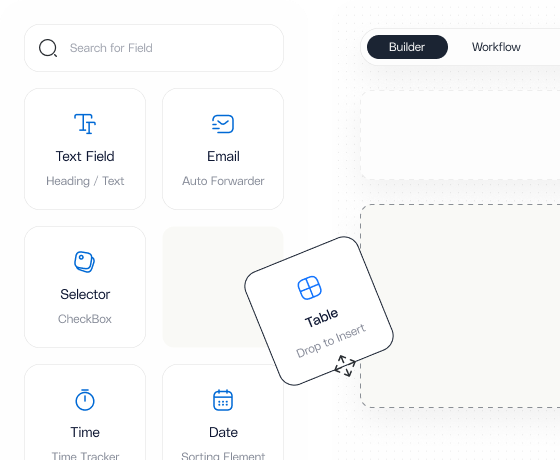 Search for Field
Builder
Workflow
Text Field
Heading / Text
Email
Auto Forwarder
Selector
CheckBox
Table
Drop to Insert
Time
Time Tracker
Date
Sorting Element